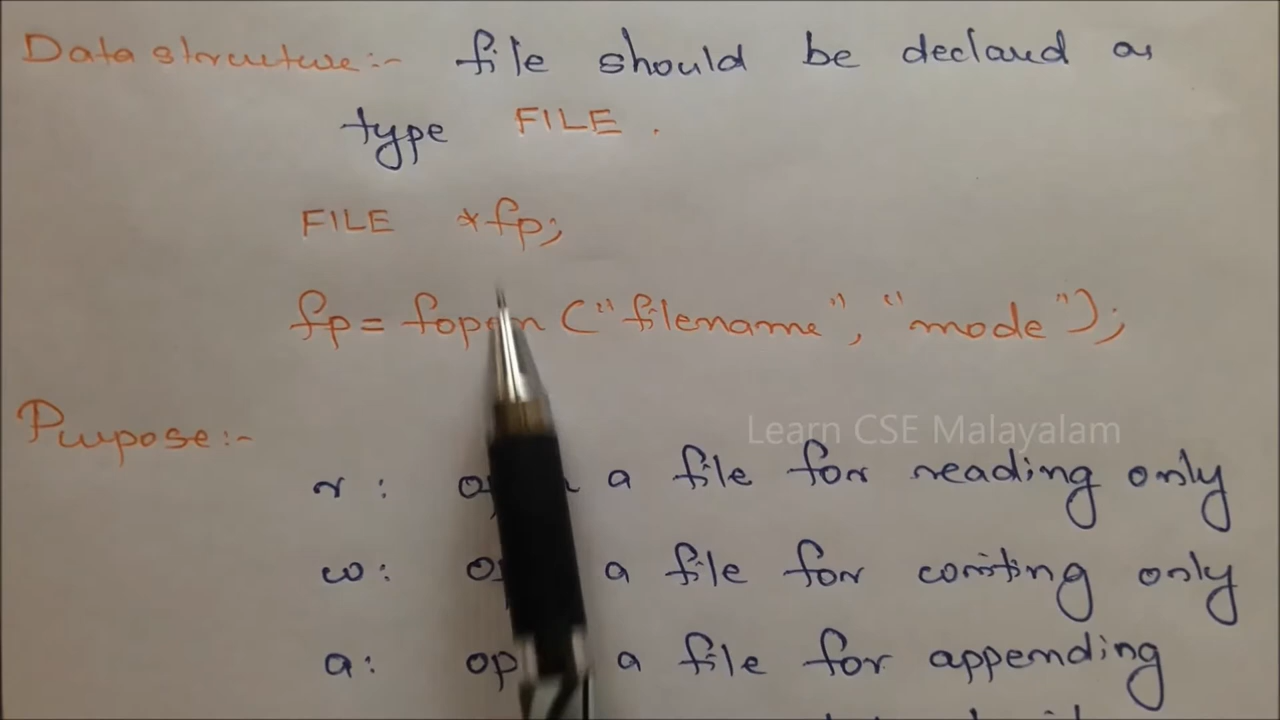 Data structure:- file should be declared as
type FILE .
FILE *fp;
fp = fopen ("filename", "mode");
Purpose:-
Learn CSE Malayalam
r : a file for reading only
w : a file for writing only
a : a file for appending